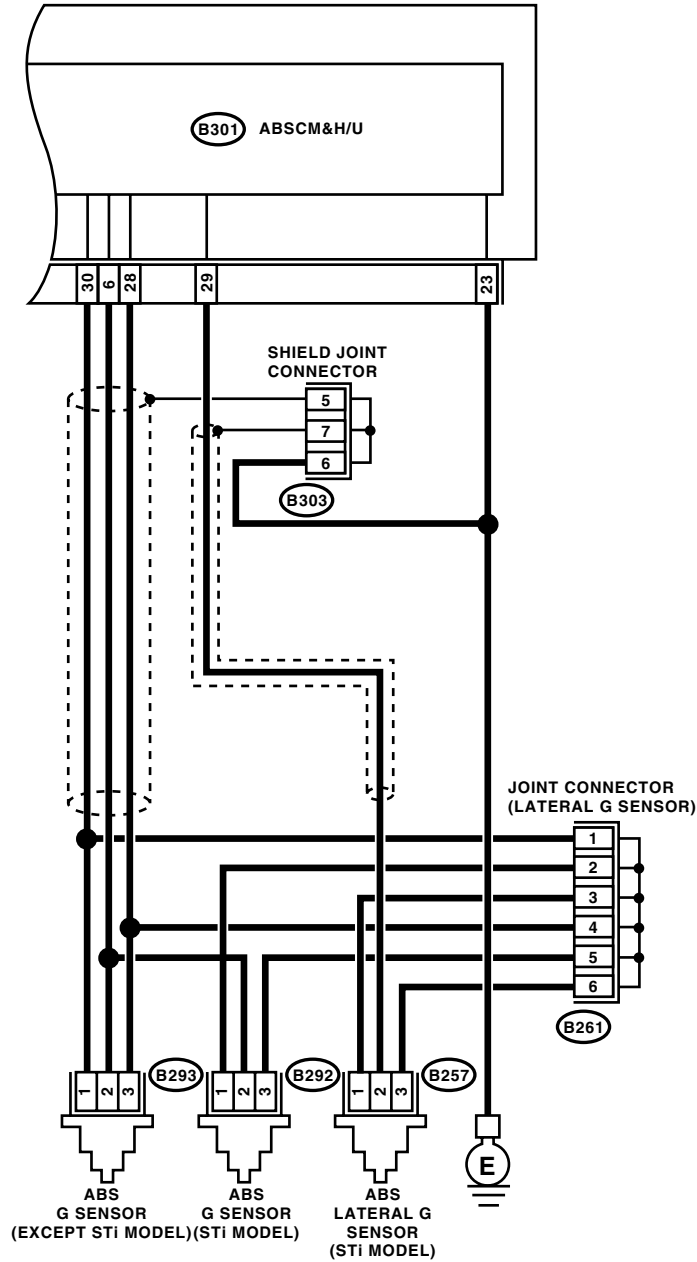 B301 ABSCM&H/U
30 6 28 29 23
SHIELD JOINT
CONNECTOR
5
7
6
B303
JOINT CONNECTOR
(LATERAL G SENSOR)
1
2
3
4
5
6
B261
B293 B292 B257
1 2 3 1 2 3 1 2 3
E
ABS
G SENSOR
(EXCEPT STi MODEL)
ABS
G SENSOR
(STi MODEL)
ABS
LATERAL G
SENSOR
(STi MODEL)